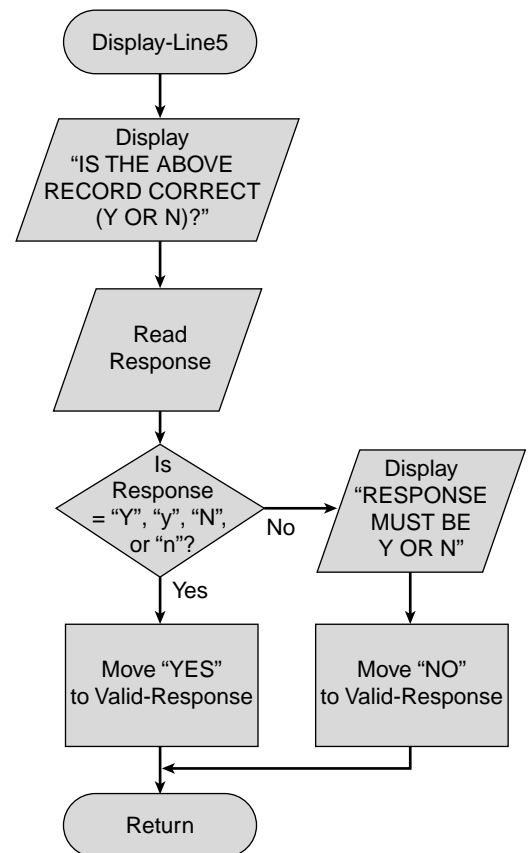 Display-Line5
Display
“IS THE ABOVE
RECORD CORRECT
(Y OR N)?”
Read
Response
Is
Response
= “Y”, “y”, “N”,
or “n”?
No
Yes
Display
“RESPONSE
MUST BE
Y OR N”
Move “YES”
to Valid-Response
Move “NO”
to Valid-Response
Return